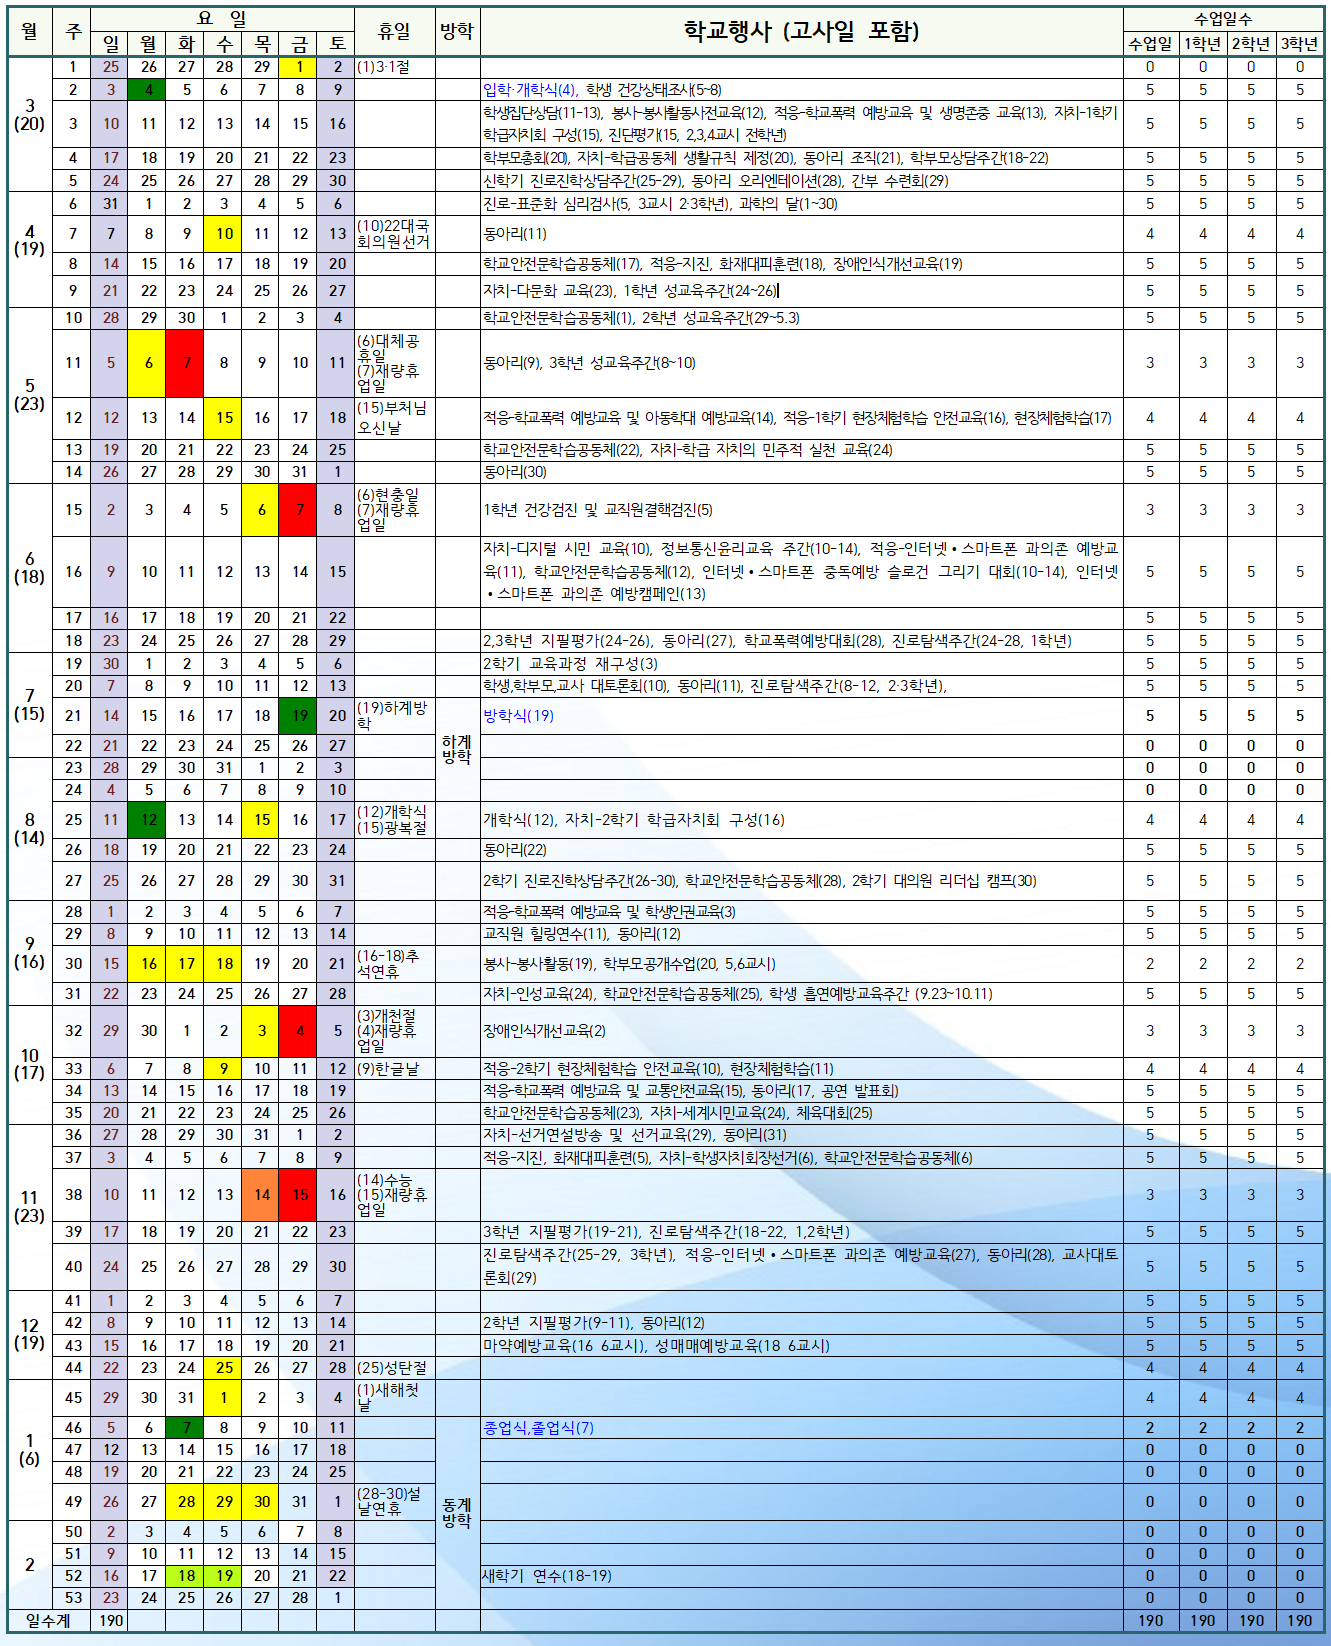 월 주 요 일 휴일 방학 학교행사 (고사일 포함) 수업일수
일 월 화 수 목 금 토 수업일 1학년 2학년 3학년
3
(20)
1 25 26 27 28 29 1 2 (1)3·1절 0 0 0 0
2 3 4 5 6 7 8 9 입학·개학식(4), 학생 건강상태조사(5~8) 5 5 5 5
3 10 11 12 13 14 15 16 학생집단상담(11-13), 봉사-봉사활동사전교육(12), 적응-학교폭력 예방교육 및 생명존중 교육(13), 자치-1학기
학급자치회 구성(15), 진단평가(15, 2,3,4교시 전학년) 5 5 5 5
4 17 18 19 20 21 22 23 학부모총회(20), 자치-학급공동체 생활규칙 제정(20), 동아리 조직(21), 학부모상담주간(18-22) 5 5 5 5
5 24 25 26 27 28 29 30 신학기 진로진학상담주간(25-29), 동아리 오리엔테이션(28), 간부 수련회(29) 5 5 5 5
4
(19)
6 31 1 2 3 4 5 6 진로-표준화 심리검사(5, 3교시 2·3학년), 과학의 달(1~30) 5 5 5 5
7 7 8 9 10 11 12 13 (10)22대국
회의원선거 동아리(11) 4 4 4 4
8 14 15 16 17 18 19 20 학교안전문학습공동체(17), 적응-지진, 화재대피훈련(18), 장애인식개선교육(19) 5 5 5 5
9 21 22 23 24 25 26 27 자치-다문화 교육(23), 1학년 성교육주간(24~26) 5 5 5 5
5
(23)
10 28 29 30 1 2 3 4 학교안전문학습공동체(1), 2학년 성교육주간(29~5.3) 5 5 5 5
11 5 6 7 8 9 10 11 (6)대체공
휴일
(7)재량휴
업일 동아리(9), 3학년 성교육주간(8~10) 3 3 3 3
12 12 13 14 15 16 17 18 (15)부처님
오신날 적응-학교폭력 예방교육 및 아동학대 예방교육(14), 적응-1학기 현장체험학습 안전교육(16), 현장체험학습(17) 4 4 4 4
13 19 20 21 22 23 24 25 학교안전문학습공동체(22), 자치-학급 자치의 민주적 실천 교육(24) 5 5 5 5
14 26 27 28 29 30 31 1 동아리(30) 5 5 5 5
6
(18)
15 2 3 4 5 6 7 8 (6)현충일
(7)재량휴
업일 1학년 건강검진 및 교직원결핵검진(5) 3 3 3 3
16 9 10 11 12 13 14 15 자치-디지털 시민 교육(10), 정보통신윤리교육 주간(10-14), 적응-인터넷•스마트폰 과의존 예방교
육(11), 학교안전문학습공동체(12), 인터넷•스마트폰 중독예방 슬로건 그리기 대회(10-14), 인터넷
•스마트폰 과의존 예방캠페인(13) 5 5 5 5
17 16 17 18 19 20 21 22 5 5 5 5
18 23 24 25 26 27 28 29 2,3학년 지필평가(24-26), 동아리(27), 학교폭력예방대회(28), 진로탐색주간(24-28, 1학년) 5 5 5 5
7
(15)
19 30 1 2 3 4 5 6 2학기 교육과정 재구성(3) 5 5 5 5
20 7 8 9 10 11 12 13 학생,학부모,교사 대토론회(10), 동아리(11), 진로탐색주간(8-12, 2·3학년), 5 5 5 5
21 14 15 16 17 18 19 20 (19)하계방
학 방학식(19) 5 5 5 5
하계
방학
22 21 22 23 24 25 26 27 0 0 0 0
8
(14)
23 28 29 30 31 1 2 3 0 0 0 0
24 4 5 6 7 8 9 10 0 0 0 0
25 11 12 13 14 15 16 17 (12)개학식
(15)광복절 개학식(12), 자치-2학기 학급자치회 구성(16) 4 4 4 4
26 18 19 20 21 22 23 24 동아리(22) 5 5 5 5
27 25 26 27 28 29 30 31 2학기 진로진학상담주간(26-30), 학교안전문학습공동체(28), 2학기 대의원 리더십 캠프(30) 5 5 5 5
9
(16)
28 1 2 3 4 5 6 7 적응-학교폭력 예방교육 및 학생인권교육(3) 5 5 5 5
29 8 9 10 11 12 13 14 교직원 힐링연수(11), 동아리(12) 5 5 5 5
30 15 16 17 18 19 20 21 (16-18)추
석연휴 봉사-봉사활동(19), 학부모공개수업(20, 5,6교시) 2 2 2 2
31 22 23 24 25 26 27 28 자치-인성교육(24), 학교안전문학습공동체(25), 학생 흡연예방교육주간 (9.23~10.11) 5 5 5 5
10
(17)
32 29 30 1 2 3 4 5 (3)개천절
(4)재량휴
업일 장애인식개선교육(2) 3 3 3 3
33 6 7 8 9 10 11 12 (9)한글날 적응-2학기 현장체험학습 안전교육(10), 현장체험학습(11) 4 4 4 4
34 13 14 15 16 17 18 19 적응-학교폭력 예방교육 및 교통안전교육(15), 동아리(17, 공연 발표회) 5 5 5 5
35 20 21 22 23 24 25 26 학교안전문학습공동체(23), 자치-세계시민교육(24), 체육대회(25) 5 5 5 5
11
(23)
36 27 28 29 30 31 1 2 자치-선거연설방송 및 선거교육(29), 동아리(31) 5 5 5 5
37 3 4 5 6 7 8 9 적응-지진, 화재대피훈련(5), 자치-학생자치회장선거(6), 학교안전문학습공동체(6) 5 5 5 5
38 10 11 12 13 14 15 16 (14)수능
(15)재량휴
업일 3 3 3 3
39 17 18 19 20 21 22 23 3학년 지필평가(19-21), 진로탐색주간(18-22, 1,2학년) 5 5 5 5
40 24 25 26 27 28 29 30 진로탐색주간(25-29, 3학년), 적응-인터넷•스마트폰 과의존 예방교육(27), 동아리(28), 교사대토
론회(29) 5 5 5 5
12
(19)
41 1 2 3 4 5 6 7 5 5 5 5
42 8 9 10 11 12 13 14 2학년 지필평가(9-11), 동아리(12) 5 5 5 5
43 15 16 17 18 19 20 21 마약예방교육(16 6교시), 성매매예방교육(18 6교시) 5 5 5 5
44 22 23 24 25 26 27 28 (25)성탄절 4 4 4 4
1
(6)
45 29 30 31 1 2 3 4 (1)새해첫
날 4 4 4 4
46 5 6 7 8 9 10 11 종업식,졸업식(7) 2 2 2 2
47 12 13 14 15 16 17 18 0 0 0 0
48 19 20 21 22 23 24 25 0 0 0 0
49 26 27 28 29 30 31 1 (28-30)설
날연휴 0 0 0 0
동계
방학
2
50 2 3 4 5 6 7 8 0 0 0 0
51 9 10 11 12 13 14 15 0 0 0 0
52 16 17 18 19 20 21 22 새학기 연수(18-19) 0 0 0 0
53 23 24 25 26 27 28 1 0 0 0 0
일수계 190 190 190 190 190